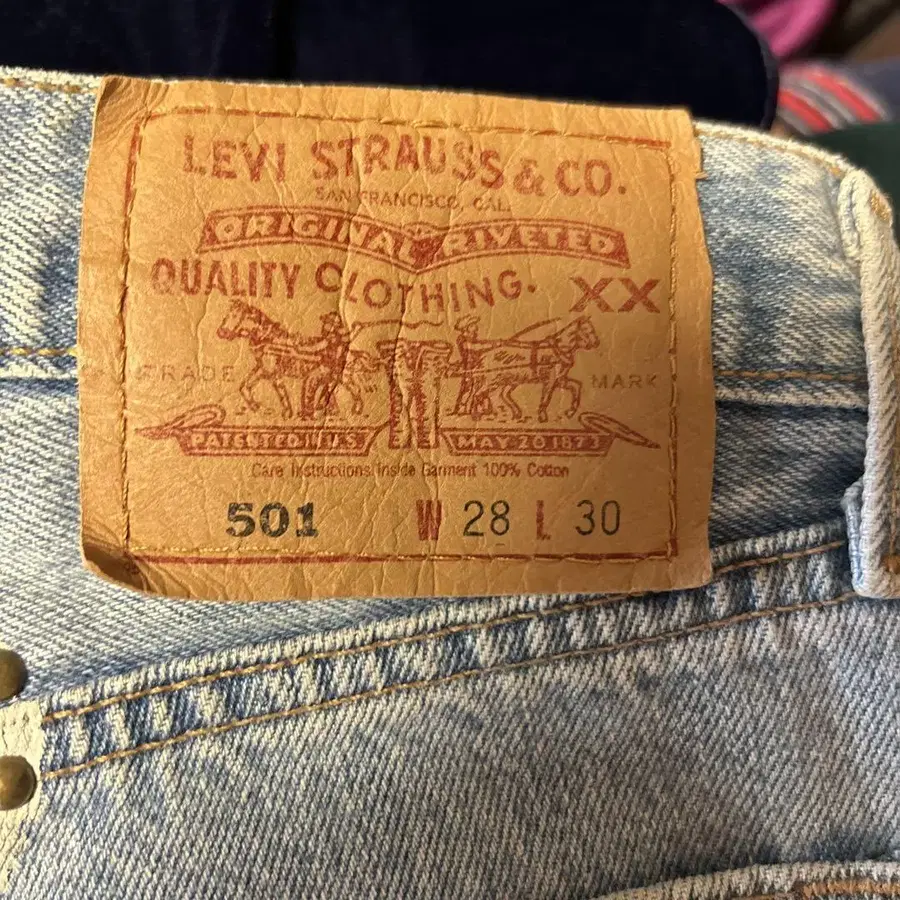 LEVI STRAUSS & CO.
SAN FRANCISCO, CAL.
ORIGINAL RIVETED
QUALITY CLOTHING. XX
TRADE MARK
PATENTED IN U.S. MAY 20 1873
Care Instructions Inside Garment 100% Cotton
501 W 28 L 30